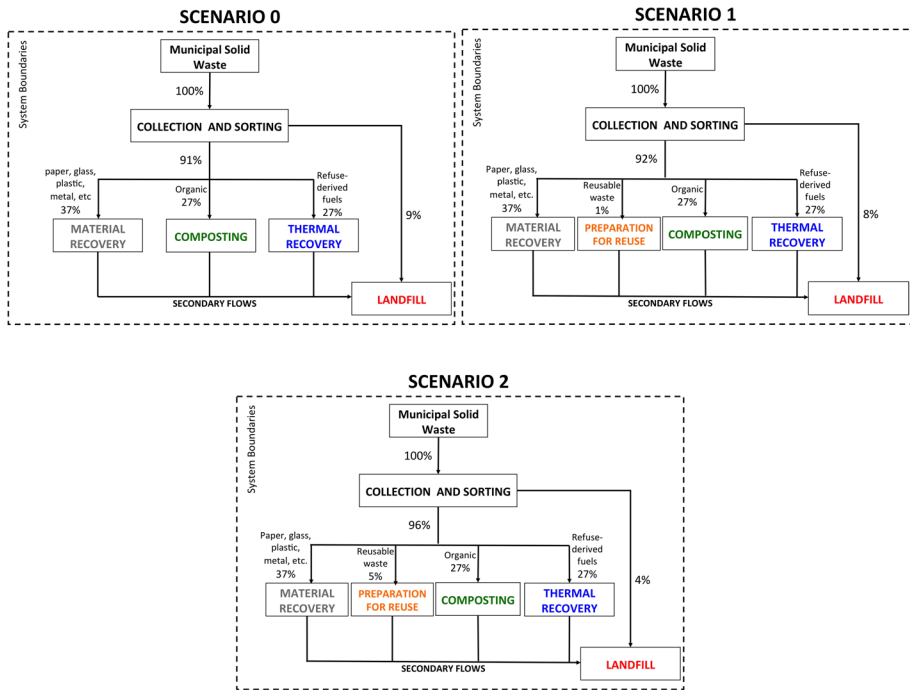 SCENARIO 0
System Boundaries
Municipal Solid
Waste
100%
COLLECTION AND SORTING
91%
paper, glass,
plastic,
metal, etc
37%
Organic
27%
Refuse-
derived
fuels
27%
9%
MATERIAL
RECOVERY
COMPOSTING
THERMAL
RECOVERY
SECONDARY FLOWS
LANDFILL
SCENARIO 1
System Boundaries
Municipal Solid
Waste
100%
COLLECTION AND SORTING
92%
Paper, glass,
plastic,
metal, etc.
37%
Reusable
waste
1%
Organic
27%
Refuse-
derived
fuels
27%
8%
MATERIAL
RECOVERY
PREPARATION
FOR REUSE
COMPOSTING
THERMAL
RECOVERY
SECONDARY FLOWS
LANDFILL
SCENARIO 2
System Boundaries
Municipal Solid
Waste
100%
COLLECTION AND SORTING
96%
Paper, glass,
plastic,
metal, etc.
37%
Reusable
waste
5%
Organic
27%
Refuse-
derived
fuels
27%
4%
MATERIAL
RECOVERY
PREPARATION
FOR REUSE
COMPOSTING
THERMAL
RECOVERY
SECONDARY FLOWS
LANDFILL